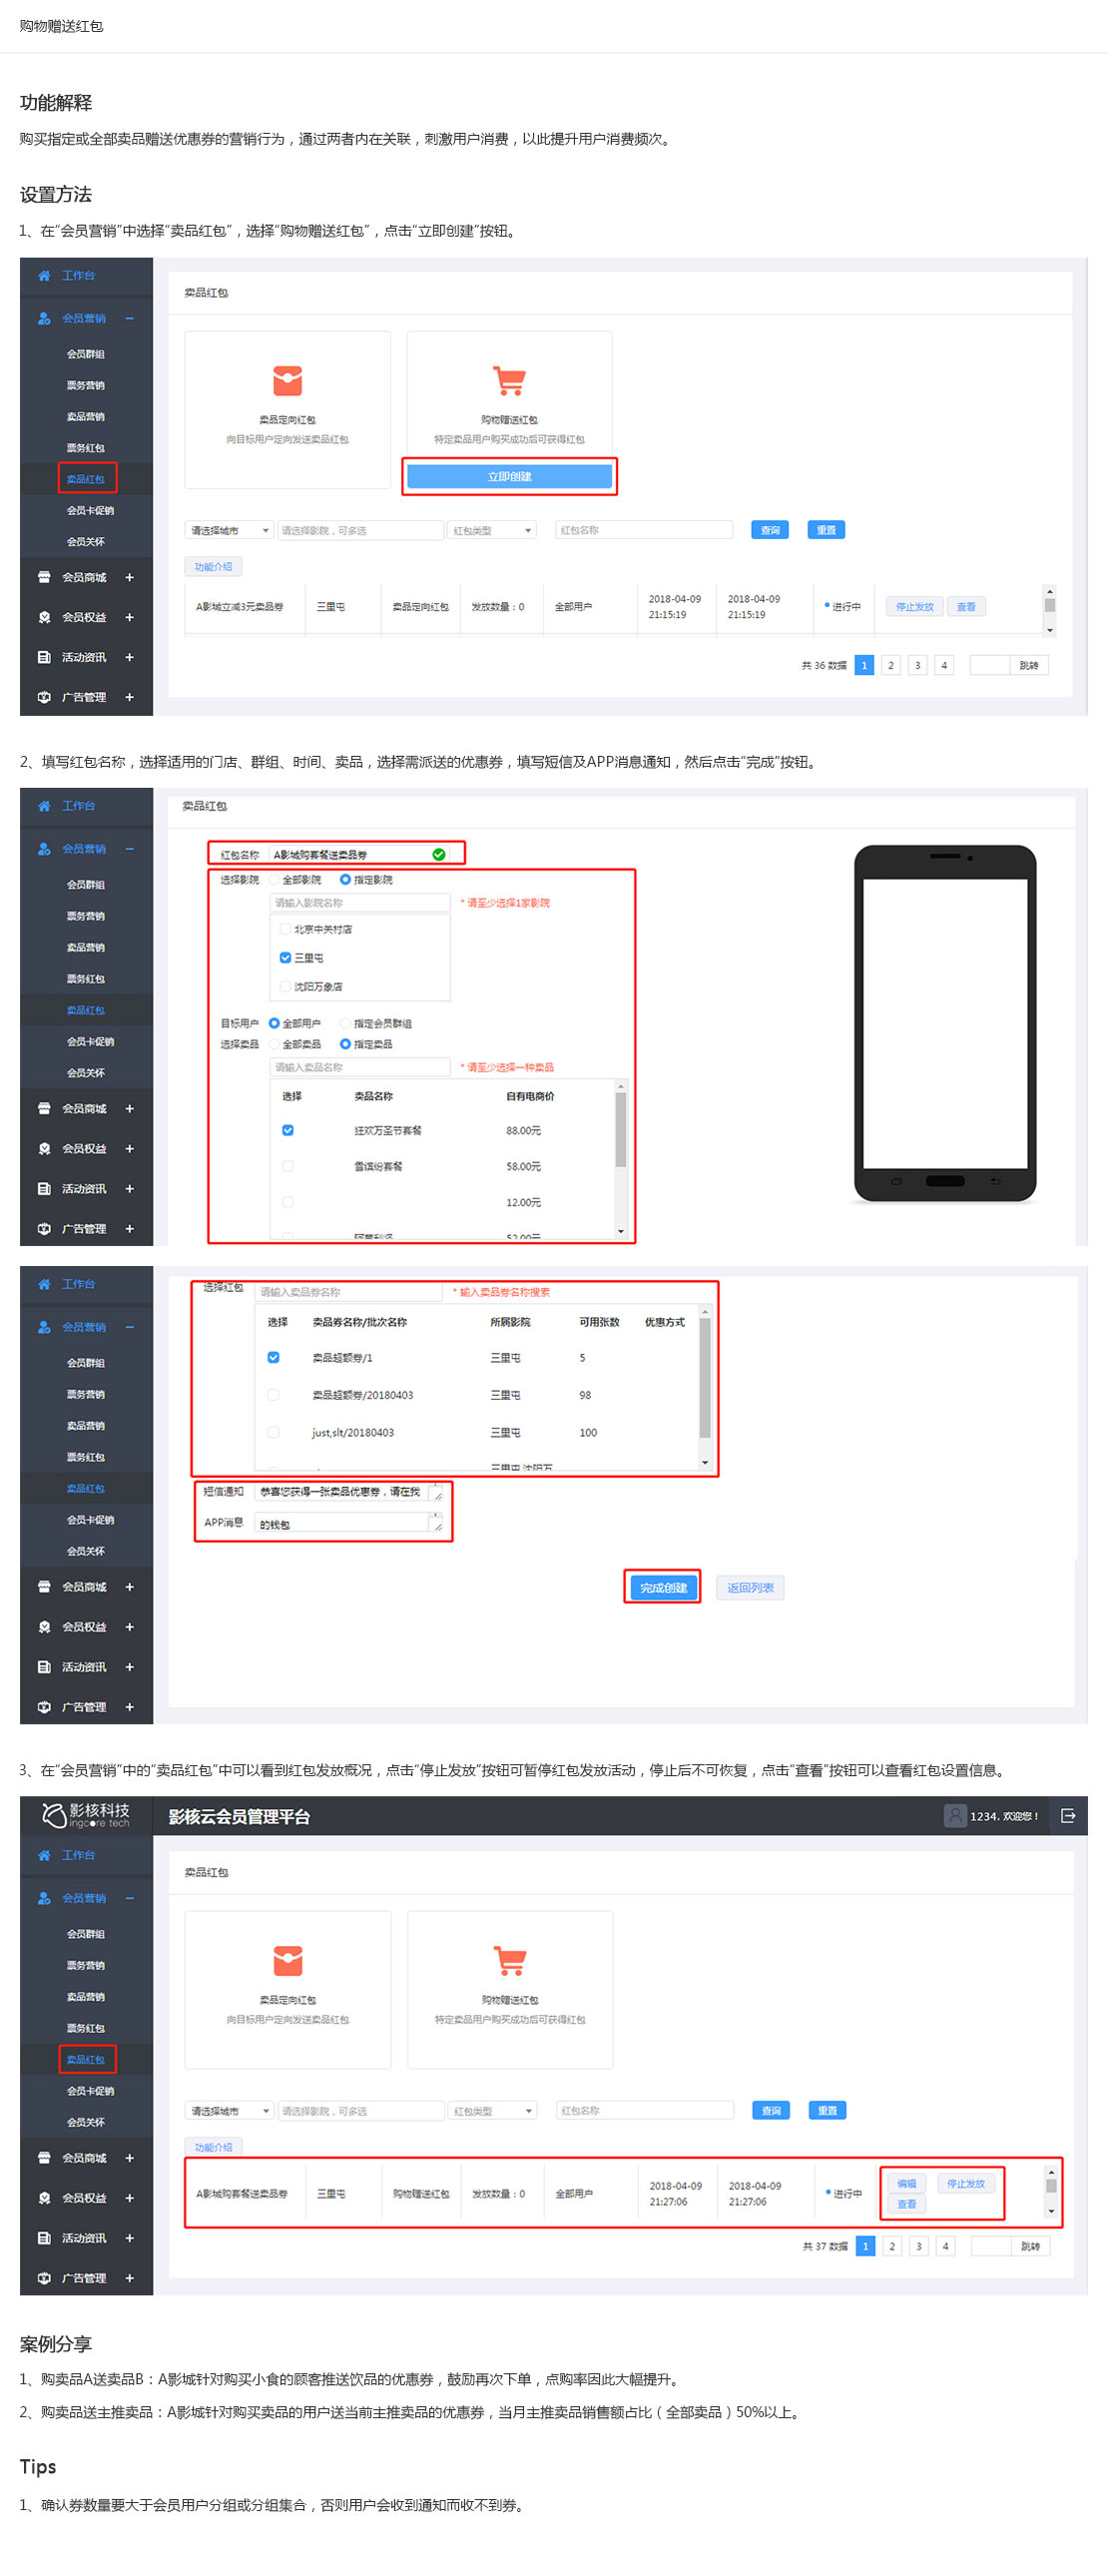 购物赠送红包
功能解释
购买指定或全部卖品赠送优惠券的营销行为，通过两者内在关联，刺激用户消费，以此提升用户消费频次。
设置方法
1、在“会员营销”中选择“卖品红包”，选择“购物赠送红包”，点击“立即创建”按钮。
工作台
会员营销
会员群组
票务营销
卖品营销
票务红包
卖品红包
会员卡促销
会员关怀
会员商城
会员权益
活动资讯
广告管理
卖品红包
卖品定向红包
向目标用户定向发送卖品红包
购物赠送红包
特定卖品用户购买成功后可获得红包
立即创建
请选择城市 请选择影院，可多选 红包类型 红包名称 查询 重置
功能介绍
A影城立减3元卖品券 三里屯 卖品定向红包 发放数量：0 全部用户 2018-04-09 21:15:19 2018-04-09 21:15:19 进行中 停止发放 查看
共 36 数据 1 2 3 4 跳转
2、填写红包名称，选择适用的门店、群组、时间、卖品，选择需派送的优惠券，填写短信及APP消息通知，然后点击“完成”按钮。
工作台
会员营销
会员群组
票务营销
卖品营销
票务红包
卖品红包
会员卡促销
会员关怀
会员商城
会员权益
活动资讯
广告管理
卖品红包
红包名称 A影城购套餐送卖品券
选择影院 全部影院 指定影院
请输入影院名称 * 请至少选择1家影院
北京中关村店
三里屯
沈阳万象店
目标用户 全部用户 指定会员群组
选择卖品 全部卖品 指定卖品
请输入卖品名称 * 请至少选择一种卖品
选择 卖品名称 自有电商价
狂欢万圣节套餐 88.00元
雪缤纷套餐 58.00元
12.00元
52.00元
工作台
会员营销
会员群组
票务营销
卖品营销
票务红包
卖品红包
会员卡促销
会员关怀
会员商城
会员权益
活动资讯
广告管理
选择红包 请输入卖品券名称 * 输入卖品券名称搜索
选择 卖品券名称/批次名称 所属影院 可用张数 优惠方式
卖品超额券/1 三里屯 5
卖品超额券/20180403 三里屯 98
just,slt/20180403 三里屯 100
三里屯,沈阳万
短信通知 恭喜您获得一张卖品优惠券，请在我
APP消息 的钱包
完成创建 返回列表
3、在“会员营销”中的“卖品红包”中可以看到红包发放概况，点击“停止发放”按钮可暂停红包发放活动，停止后不可恢复，点击“查看”按钮可以查看红包设置信息。
影核科技
ingcore tech
影核云会员管理平台
1234, 欢迎您！
工作台
会员营销
会员群组
票务营销
卖品营销
票务红包
卖品红包
会员卡促销
会员关怀
会员商城
会员权益
活动资讯
广告管理
卖品红包
卖品定向红包
向目标用户定向发送卖品红包
购物赠送红包
特定卖品用户购买成功后可获得红包
请选择城市 请选择影院，可多选 红包类型 红包名称 查询 重置
功能介绍
A影城购套餐送卖品券 三里屯 购物赠送红包 发放数量：0 全部用户 2018-04-09 21:27:06 2018-04-09 21:27:06 进行中 编辑 停止发放 查看
共 37 数据 1 2 3 4 跳转
案例分享
1、购卖品A送卖品B：A影城针对购买小食的顾客推送饮品的优惠券，鼓励再次下单，点购率因此大幅提升。
2、购卖品送主推卖品：A影城针对购买卖品的用户送当前主推卖品的优惠券，当月主推卖品销售额占比（全部卖品）50%以上。
Tips
1、确认券数量要大于会员用户分组或分组集合，否则用户会收到通知而收不到券。